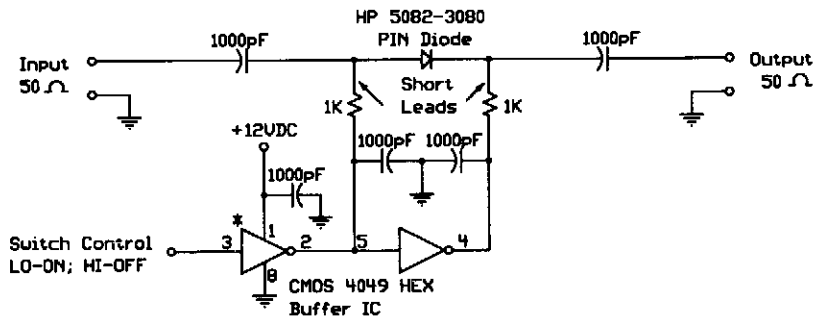 HP 5082-3080
PIN Diode
1000pF
1000pF
Input
50 Ω
Output
50 Ω
Short
Leads
1K
1K
+12VDC
1000pF
1000pF
1000pF
*
1
Switch Control
LO-ON; HI-OFF
3
2
5
4
8
CMOS 4049 HEX
Buffer IC